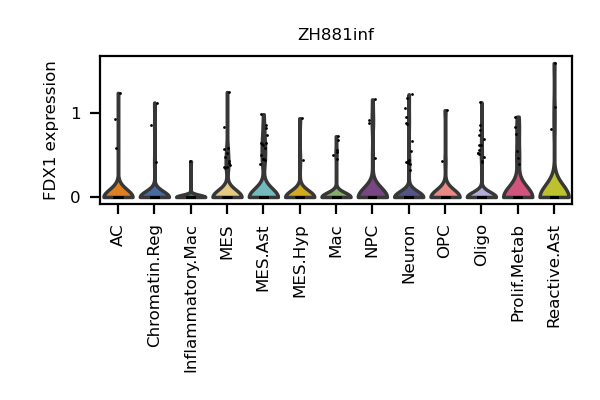 ZH881inf
FDX1 expression
1
0
AC
Chromatin.Reg
Inflammatory.Mac
MES
MES.Ast
MES.Hyp
Mac
NPC
Neuron
OPC
Oligo
Prolif.Metab
Reactive.Ast